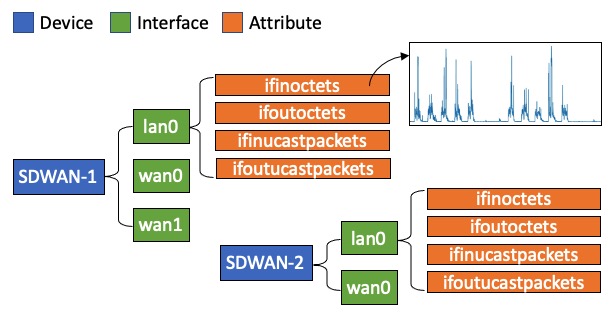 Device Interface Attribute
ifinoctets
ifoutoctets
lan0
ifinucastpackets
ifoutucastpackets
SDWAN-1
wan0
wan1
ifinoctets
ifoutoctets
lan0
ifinucastpackets
SDWAN-2
ifoutucastpackets
wan0